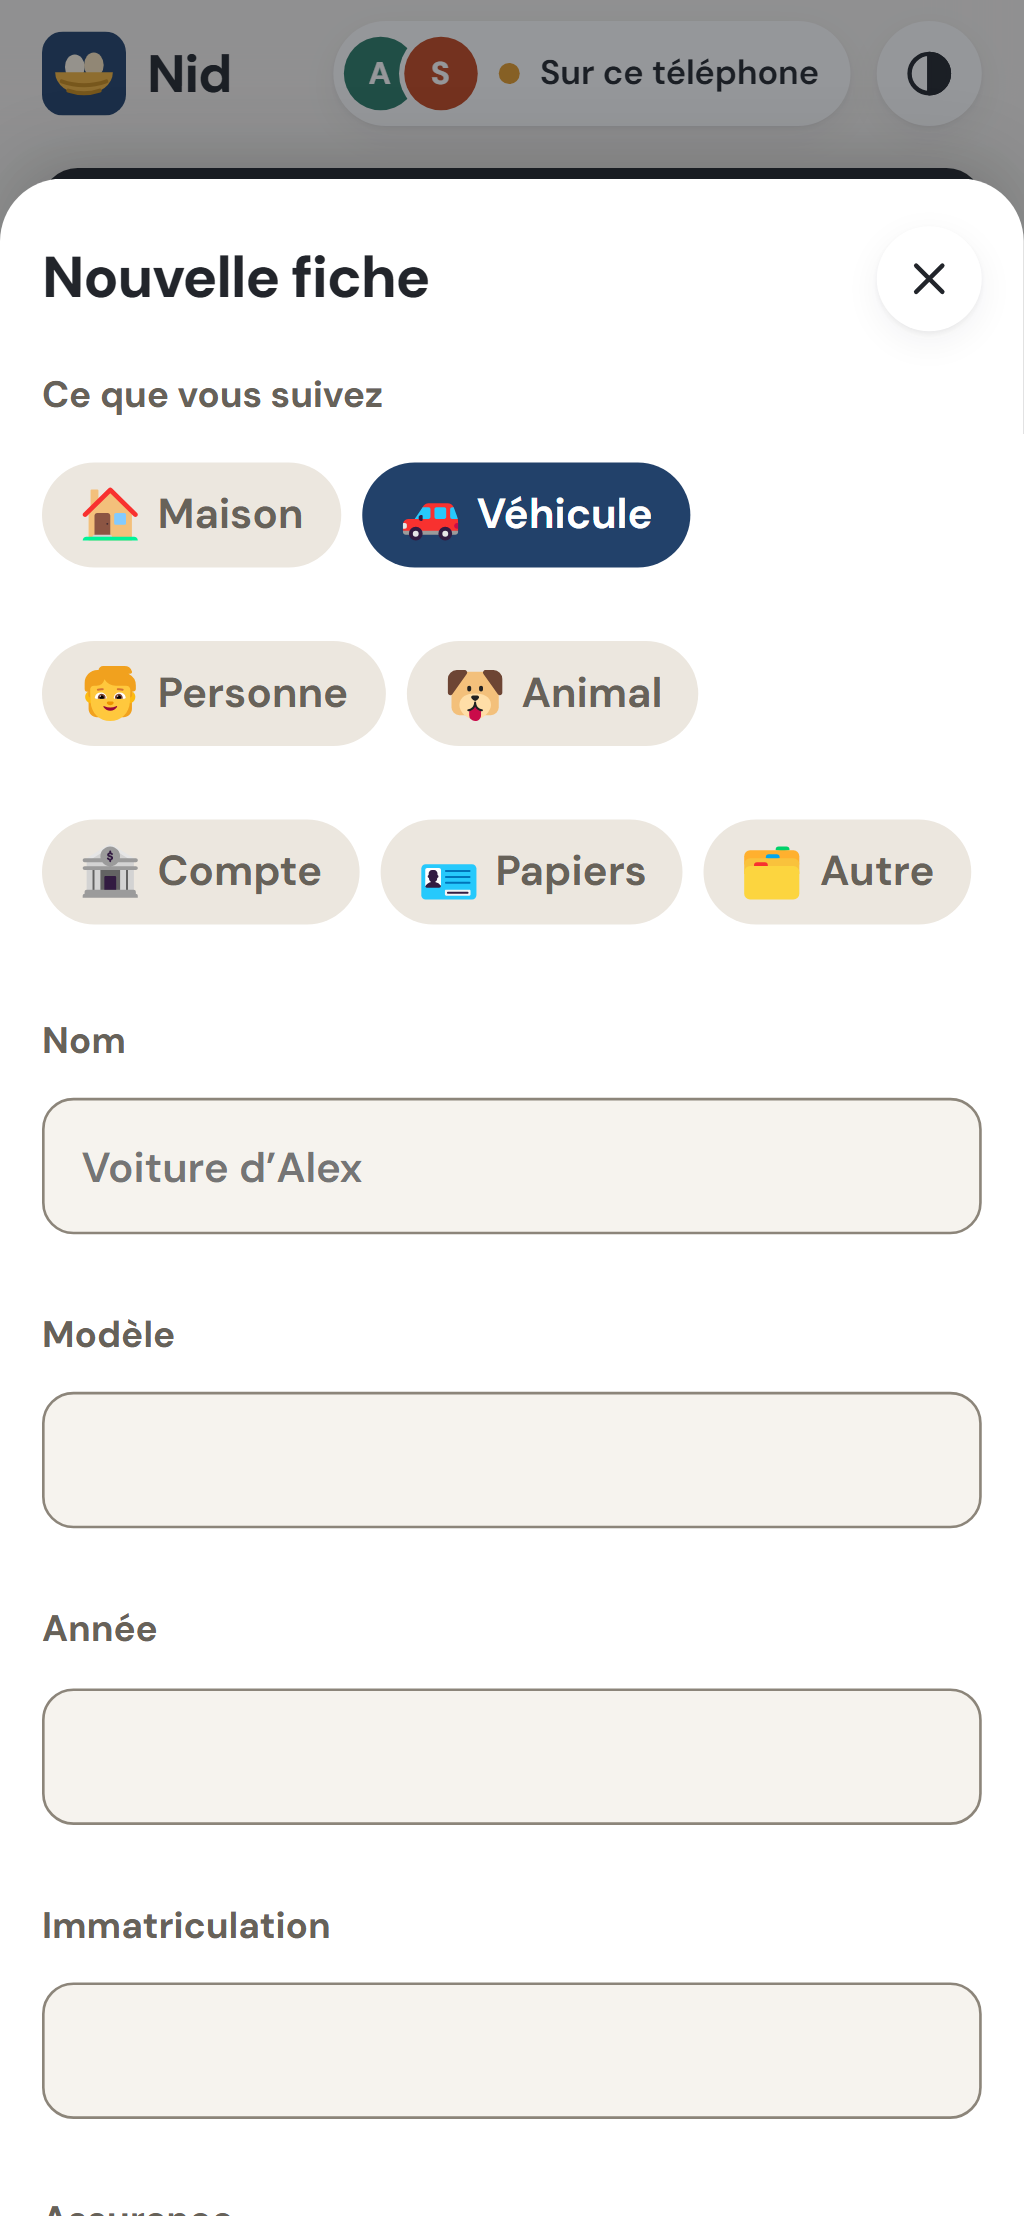 Nid
A S Sur ce téléphone
Nouvelle fiche
Ce que vous suivez
Maison Véhicule
Personne Animal
Compte Papiers Autre
Nom
Voiture d’Alex
Modèle
Année
Immatriculation